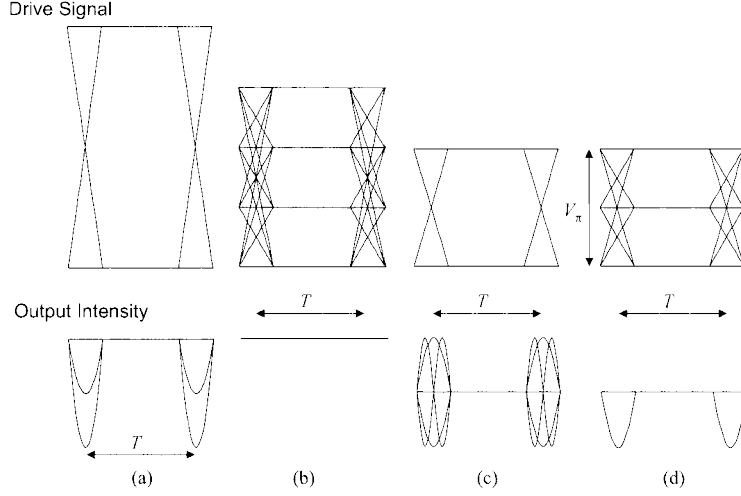 Drive Signal
Vπ
T T T
Output Intensity
T
(a) (b) (c) (d)